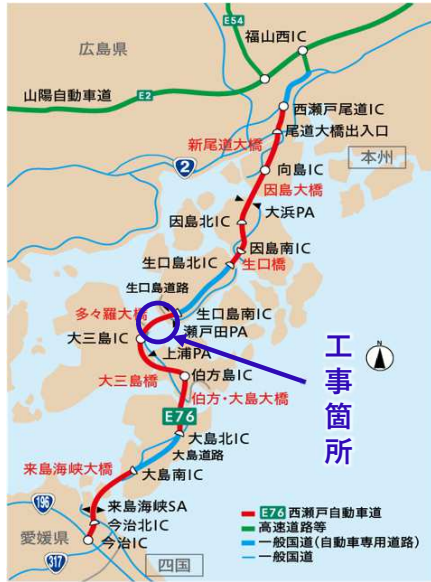 広島県
E54
福山西IC
山陽自動車道
E2
西瀬戸尾道IC
尾道大橋出入口
新尾道大橋
本州
2
向島IC
因島大橋
大浜PA
因島北IC
因島南IC
生口島北IC
生口橋
生口島道路
多々羅大橋
生口島南IC
瀬戸田PA
大三島IC
上浦PA
工事箇所
N
大三島橋
伯方島IC
伯方・大島大橋
E76
大島北IC
大島道路
来島海峡大橋
大島南IC
196
来島海峡SA
今治北IC
愛媛県
今治IC
317
四国
E76 西瀬戸自動車道
高速道路等
一般国道(自動車専用道路)
一般国道